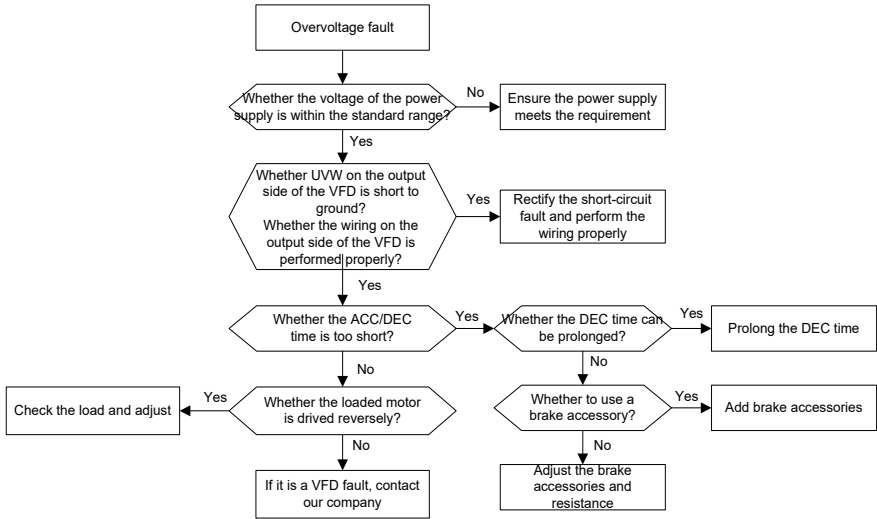 Overvoltage fault
Whether the voltage of the power
supply is within the standard range?
No
Ensure the power supply
meets the requirement
Yes
Whether UVW on the output
side of the VFD is short to
ground?
Whether the wiring on the
output side of the VFD is
performed properly?
Yes
Rectify the short-circuit
fault and perform the
wiring properly
Yes
Whether the ACC/DEC
time is too short?
Yes
Whether the DEC time can
be prolonged?
Yes
Prolong the DEC time
No
No
Check the load and adjust
Yes
Whether the loaded motor
is drived reversely?
Whether to use a
brake accessory?
Yes
Add brake accessories
No
No
If it is a VFD fault, contact
our company
Adjust the brake
accessories and
resistance